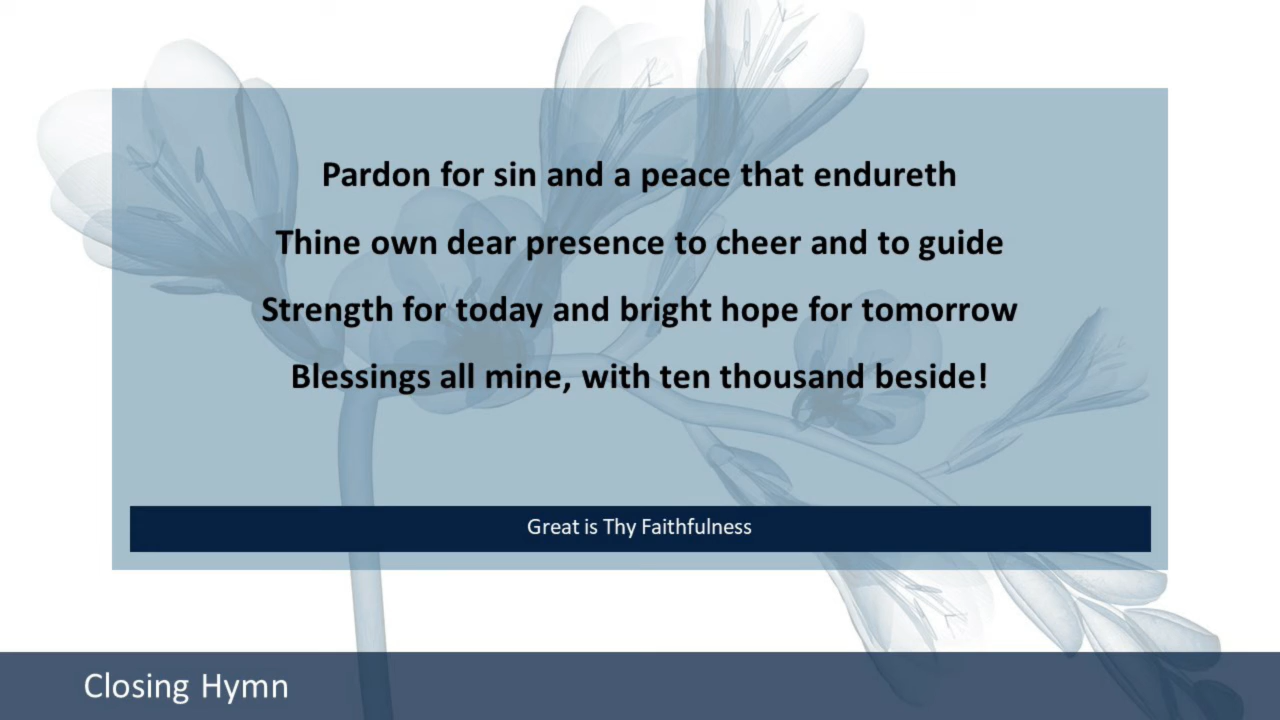 Pardon for sin and a peace that endureth
Thine own dear presence to cheer and to guide
Strength for today and bright hope for tomorrow
Blessings all mine, with ten thousand beside!
Great is Thy Faithfulness
Closing Hymn